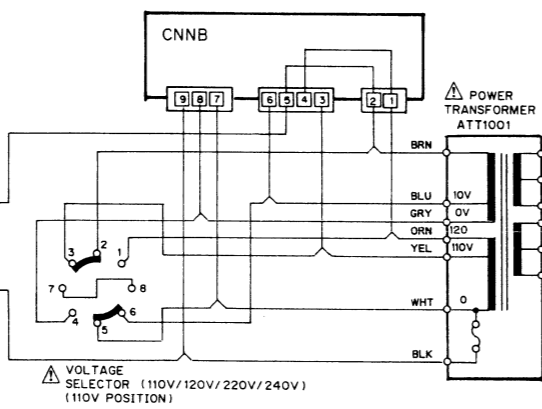 CNNB
9 8 7 6 5 4 3 2 1
⚠ POWER
TRANSFORMER
ATT1001
BRN
BLU 10V
GRY 0V
ORN 120
YEL 110V
3 2 1
7 8
WHT 0
4 5 6
BLK
⚠ VOLTAGE
SELECTOR (110V/120V/220V/240V)
(110V POSITION)